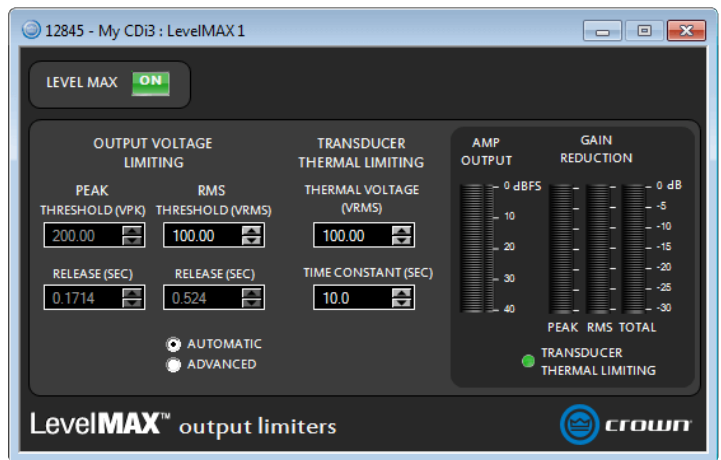 12845 - My CDi3 : LevelMAX 1
LEVEL MAX ON
OUTPUT VOLTAGE
LIMITING
PEAK
THRESHOLD (VPK)
200.00
RELEASE (SEC)
0.1714
RMS
THRESHOLD (VRMS)
100.00
RELEASE (SEC)
0.524
AUTOMATIC
ADVANCED
TRANSDUCER
THERMAL LIMITING
THERMAL VOLTAGE
(VRMS)
100.00
TIME CONSTANT (SEC)
10.0
AMP
OUTPUT
0 dBFS
10
20
30
40
GAIN
REDUCTION
0 dB
-5
-10
-15
-20
-25
-30
PEAK RMS TOTAL
TRANSDUCER
THERMAL LIMITING
LevelMAX™ output limiters
crown